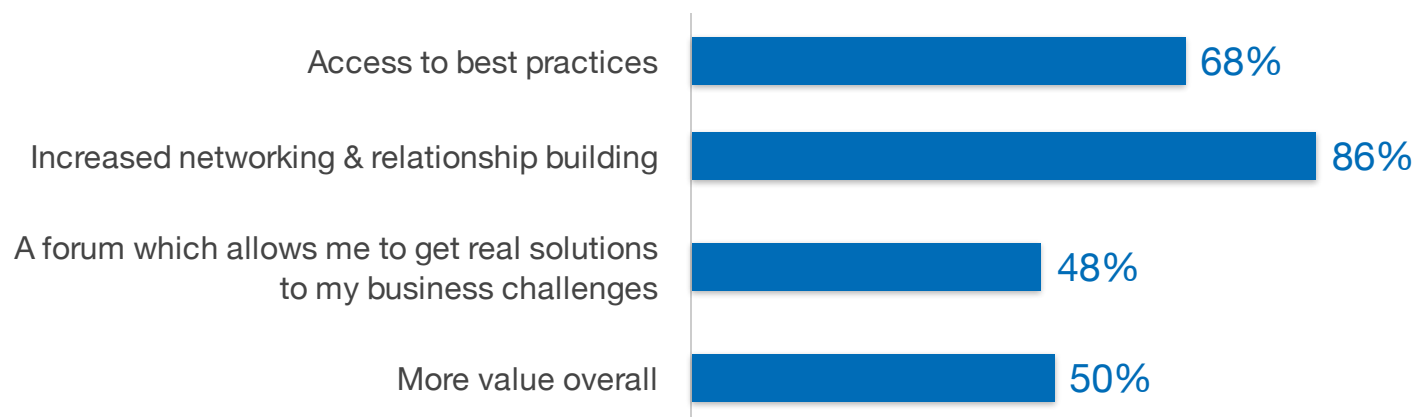 Access to best practices
68%
Increased networking & relationship building
86%
A forum which allows me to get real solutions
to my business challenges
48%
More value overall
50%